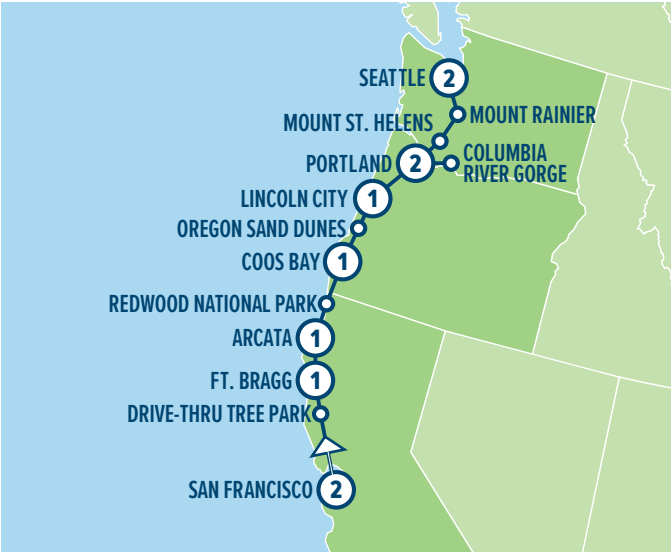 SEATTLE 2
MOUNT RAINIER
MOUNT ST. HELENS
PORTLAND 2
COLUMBIA
RIVER GORGE
LINCOLN CITY 1
OREGON SAND DUNES
COOS BAY 1
REDWOOD NATIONAL PARK
ARCATA 1
FT. BRAGG 1
DRIVE-THRU TREE PARK
SAN FRANCISCO 2